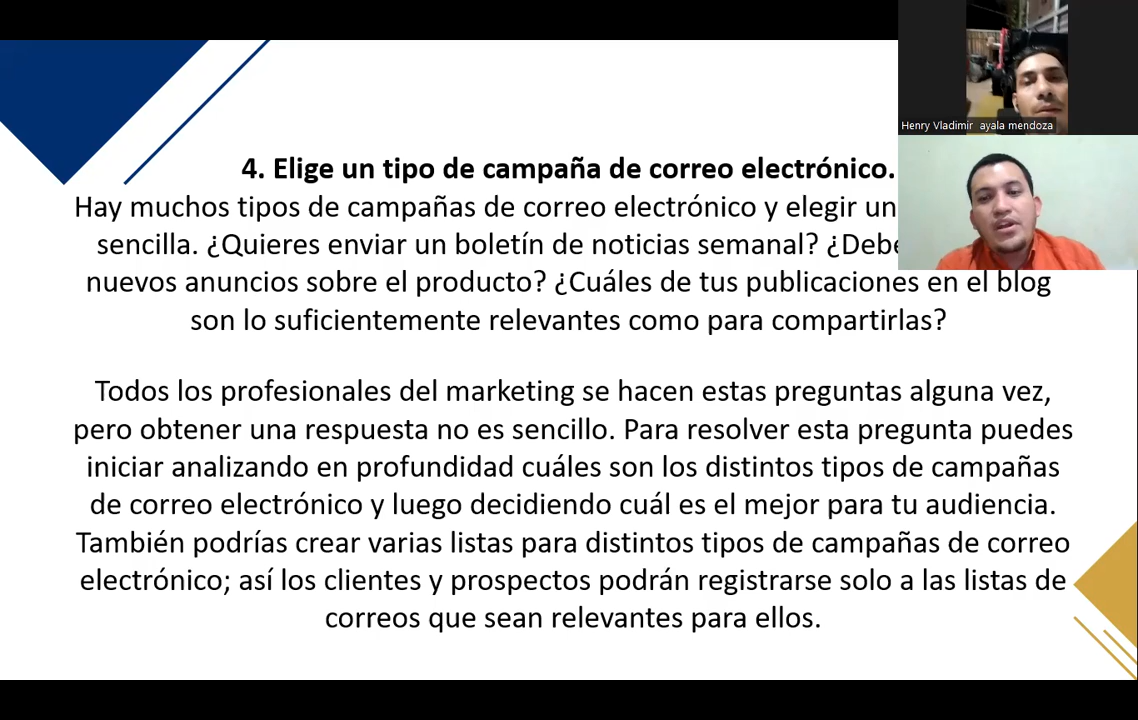 4. Elige un tipo de campaña de correo electrónico.
Hay muchos tipos de campañas de correo electrónico y elegir un
sencilla. ¿Quieres enviar un boletín de noticias semanal?
nuevos anuncios sobre el producto? ¿Cuáles de tus publicaciones en el blog
son lo suficientemente relevantes como para compartirlas?
Todos los profesionales del marketing se hacen estas preguntas alguna vez,
pero obtener una respuesta no es sencillo. Para resolver esta pregunta puedes
iniciar analizando en profundidad cuáles son los distintos tipos de campañas
de correo electrónico y luego decidiendo cuál es el mejor para tu audiencia.
También podrías crear varias listas para distintos tipos de campañas de correo
electrónico; así los clientes y prospectos podrán registrarse solo a las listas de
correos que sean relevantes para ellos.
Henry Vladimir ayala mendoza